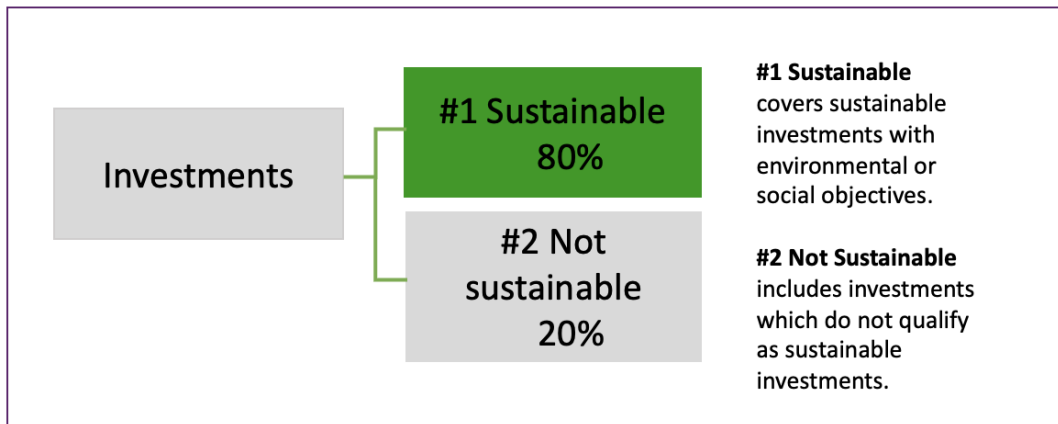 Investments
#1 Sustainable
80%
#2 Not
sustainable
20%
#1 Sustainable
covers sustainable
investments with
environmental or
social objectives.
#2 Not Sustainable
includes investments
which do not qualify
as sustainable
investments.